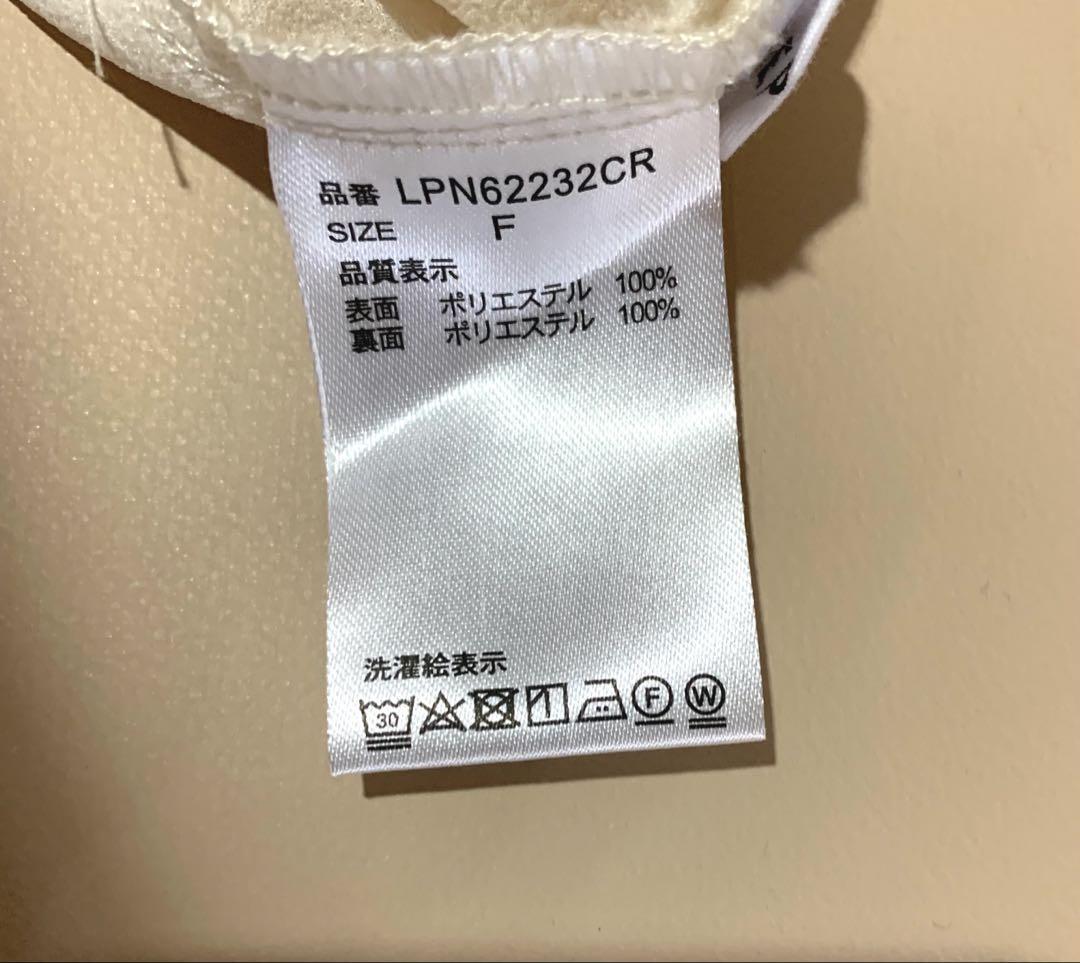 品番 LPN62232CR
SIZE F
品質表示
表面 ポリエステル 100%
裏面 ポリエステル 100%
洗濯絵表示
30 F W